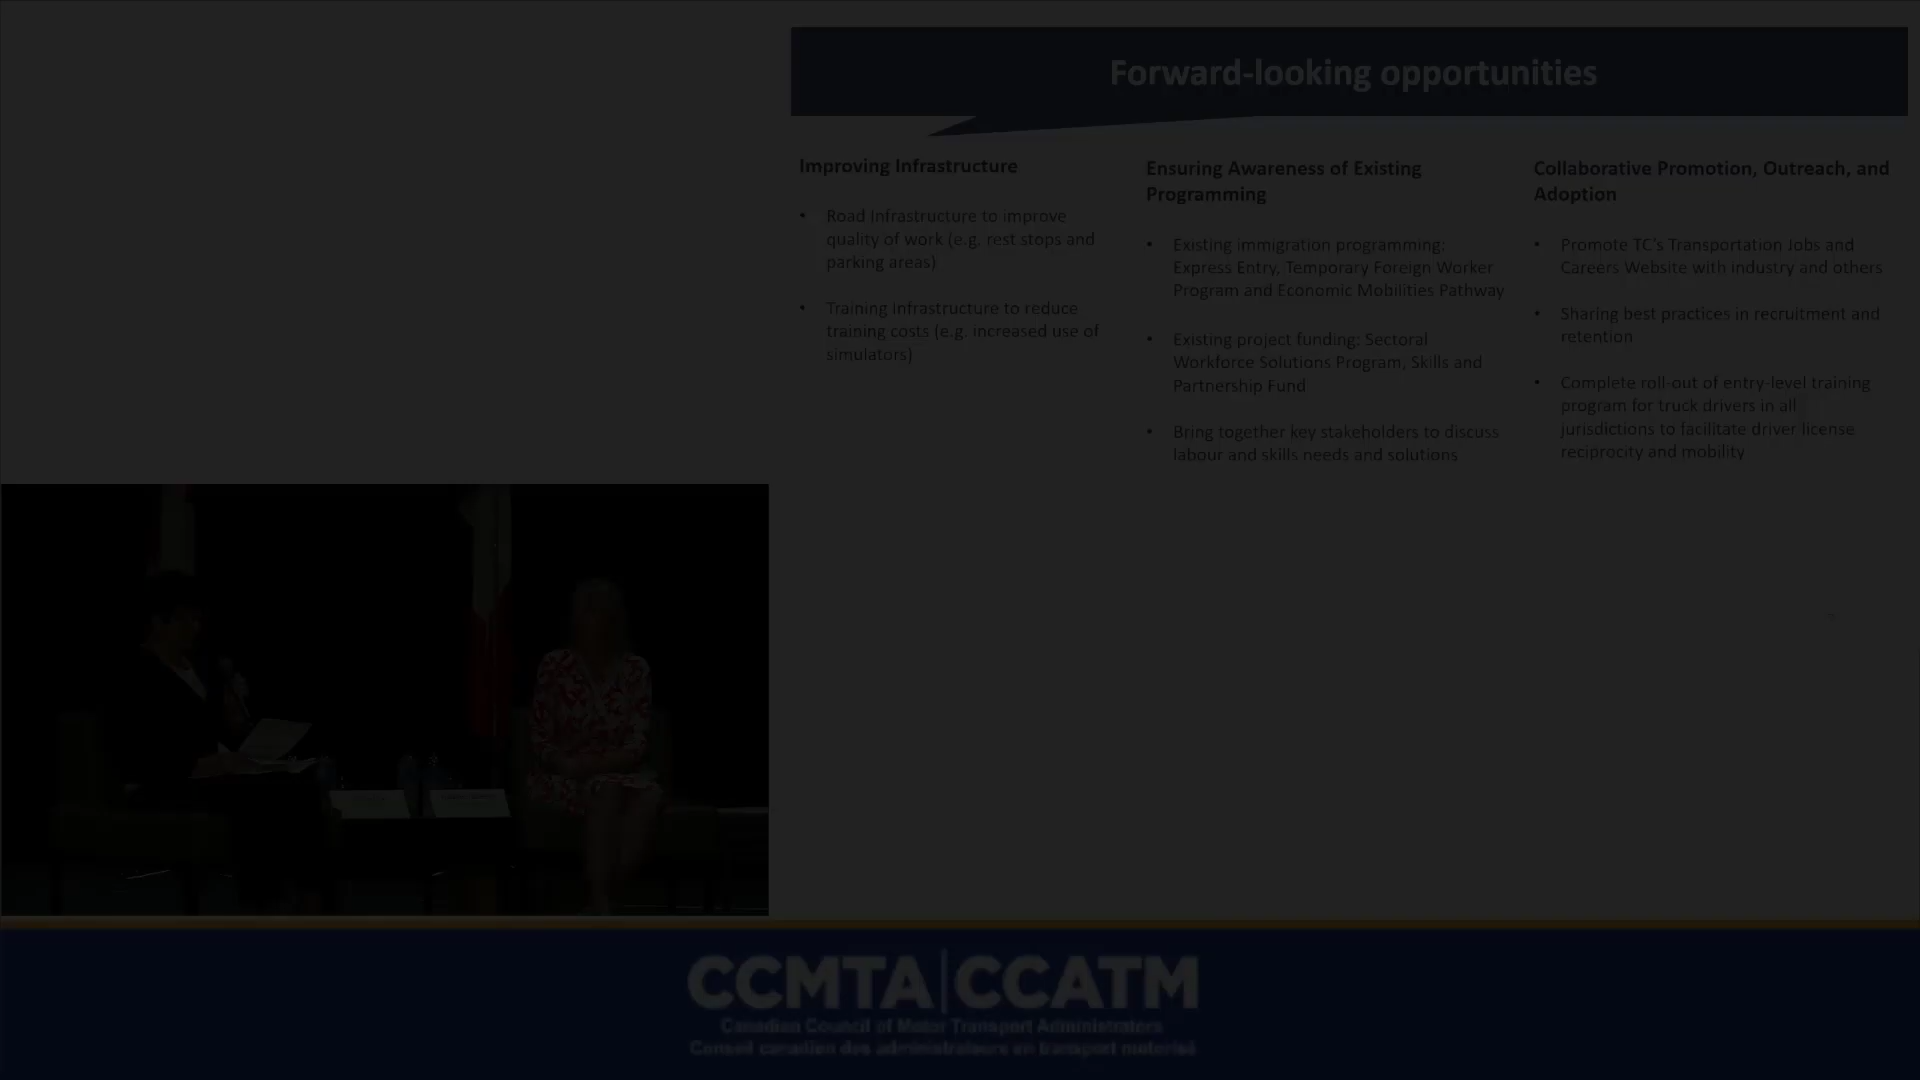 Forward-looking opportunities
Improving Infrastructure
• Road Infrastructure to improve
quality of work (e.g. rest stops and
parking areas)
• Training infrastructure to reduce
training costs (e.g. increased use of
simulators)
Ensuring Awareness of Existing
Programming
• Existing immigration programming:
Express Entry, Temporary Foreign Worker
Program and Economic Mobilities Pathway
• Existing project funding: Sectoral
Workforce Solutions Program, Skills and
Partnership Fund
• Bring together key stakeholders to discuss
labour and skills needs and solutions
Collaborative Promotion, Outreach, and
Adoption
• Promote TC's Transportation Jobs and
Careers Website with industry and others
• Sharing best practices in recruitment and
retention
• Complete roll-out of entry-level training
program for truck drivers in all
jurisdictions to facilitate driver license
reciprocity and mobility
CCMTA|CCATM
Canadian Council of Motor Transport Administrators
Conseil canadien des administrateurs en transport motorisé